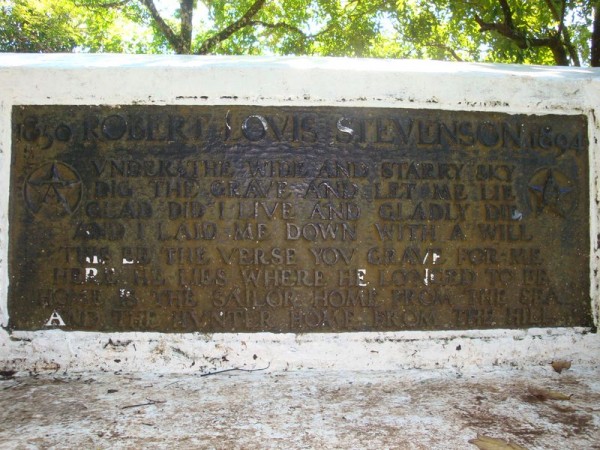 1850 ROBERT LOVIS STEVENSON 1894
VNDER THE WIDE AND STARRY SKY
DIG THE GRAVE AND LET ME LIE
GLAD DID I LIVE AND GLADLY DIE
AND I LAID ME DOWN WITH A WILL
THIS BE THE VERSE YOV GRAVE FOR ME
HERE HE LIES WHERE HE LONGED TO BE
HOME IS THE SAILOR HOME FROM THE SEA
AND THE HVNTER HOME FROM THE HILL